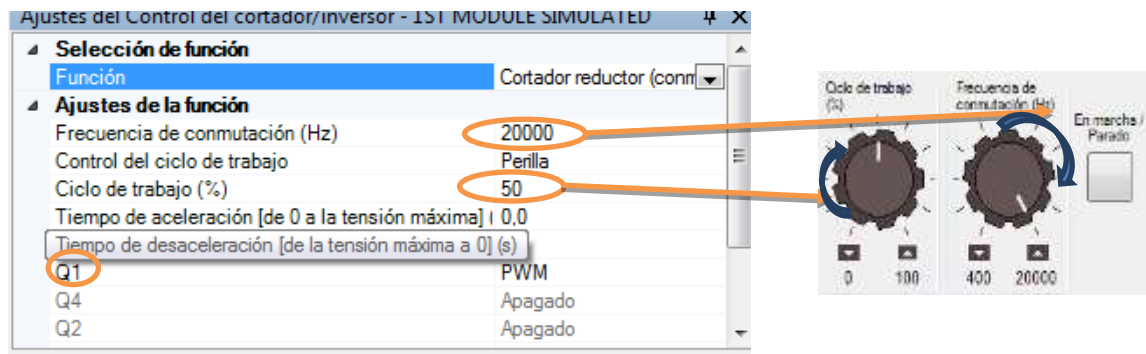 Ajustes del Control del cortador/inversor - 1ST MODULE SIMULATED
Selección de función
Función Cortador reductor (conm
Ajustes de la función
Frecuencia de conmutación (Hz) 20000
Control del ciclo de trabajo Perilla
Ciclo de trabajo (%) 50
Tiempo de aceleración [de 0 a la tensión máxima] ( 0,0
Tiempo de desaceleración [de la tensión máxima a 0] (s)
Q1 PWM
Q4 Apagado
Q2 Apagado
Ciclo de trabajo
(%)
0 100
Frecuencia de
conmutación (Hz)
400 20000
En marcha /
Parado